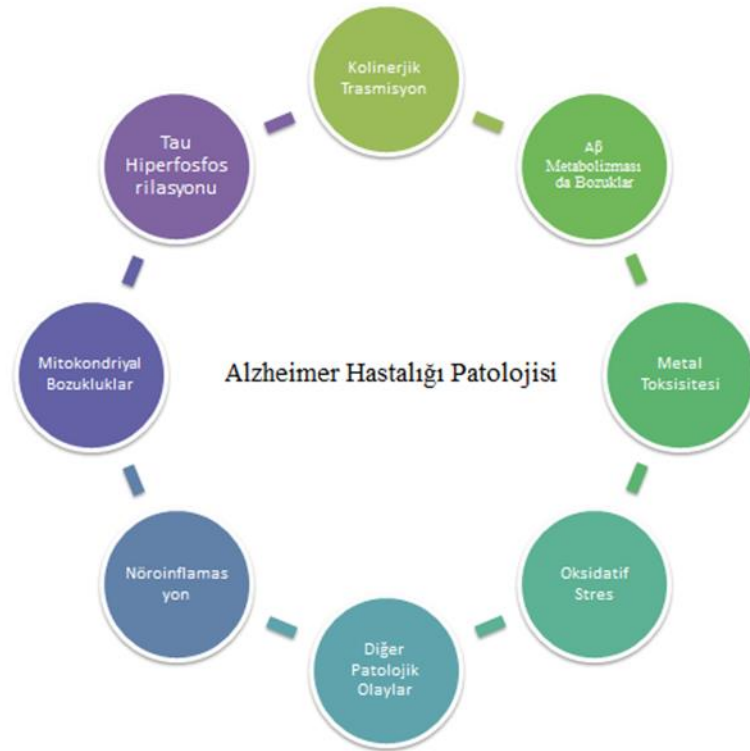 Kolinerjik
Trasmisyon
Aβ
Metabolizması
da Bozuklar
Metal
Toksisitesi
Oksidatif
Stres
Diğer
Patolojik
Olaylar
Nöroinflamas
yon
Mitokondriyal
Bozukluklar
Tau
Hiperfosfos
rilasyonu
Alzheimer Hastalığı Patolojisi